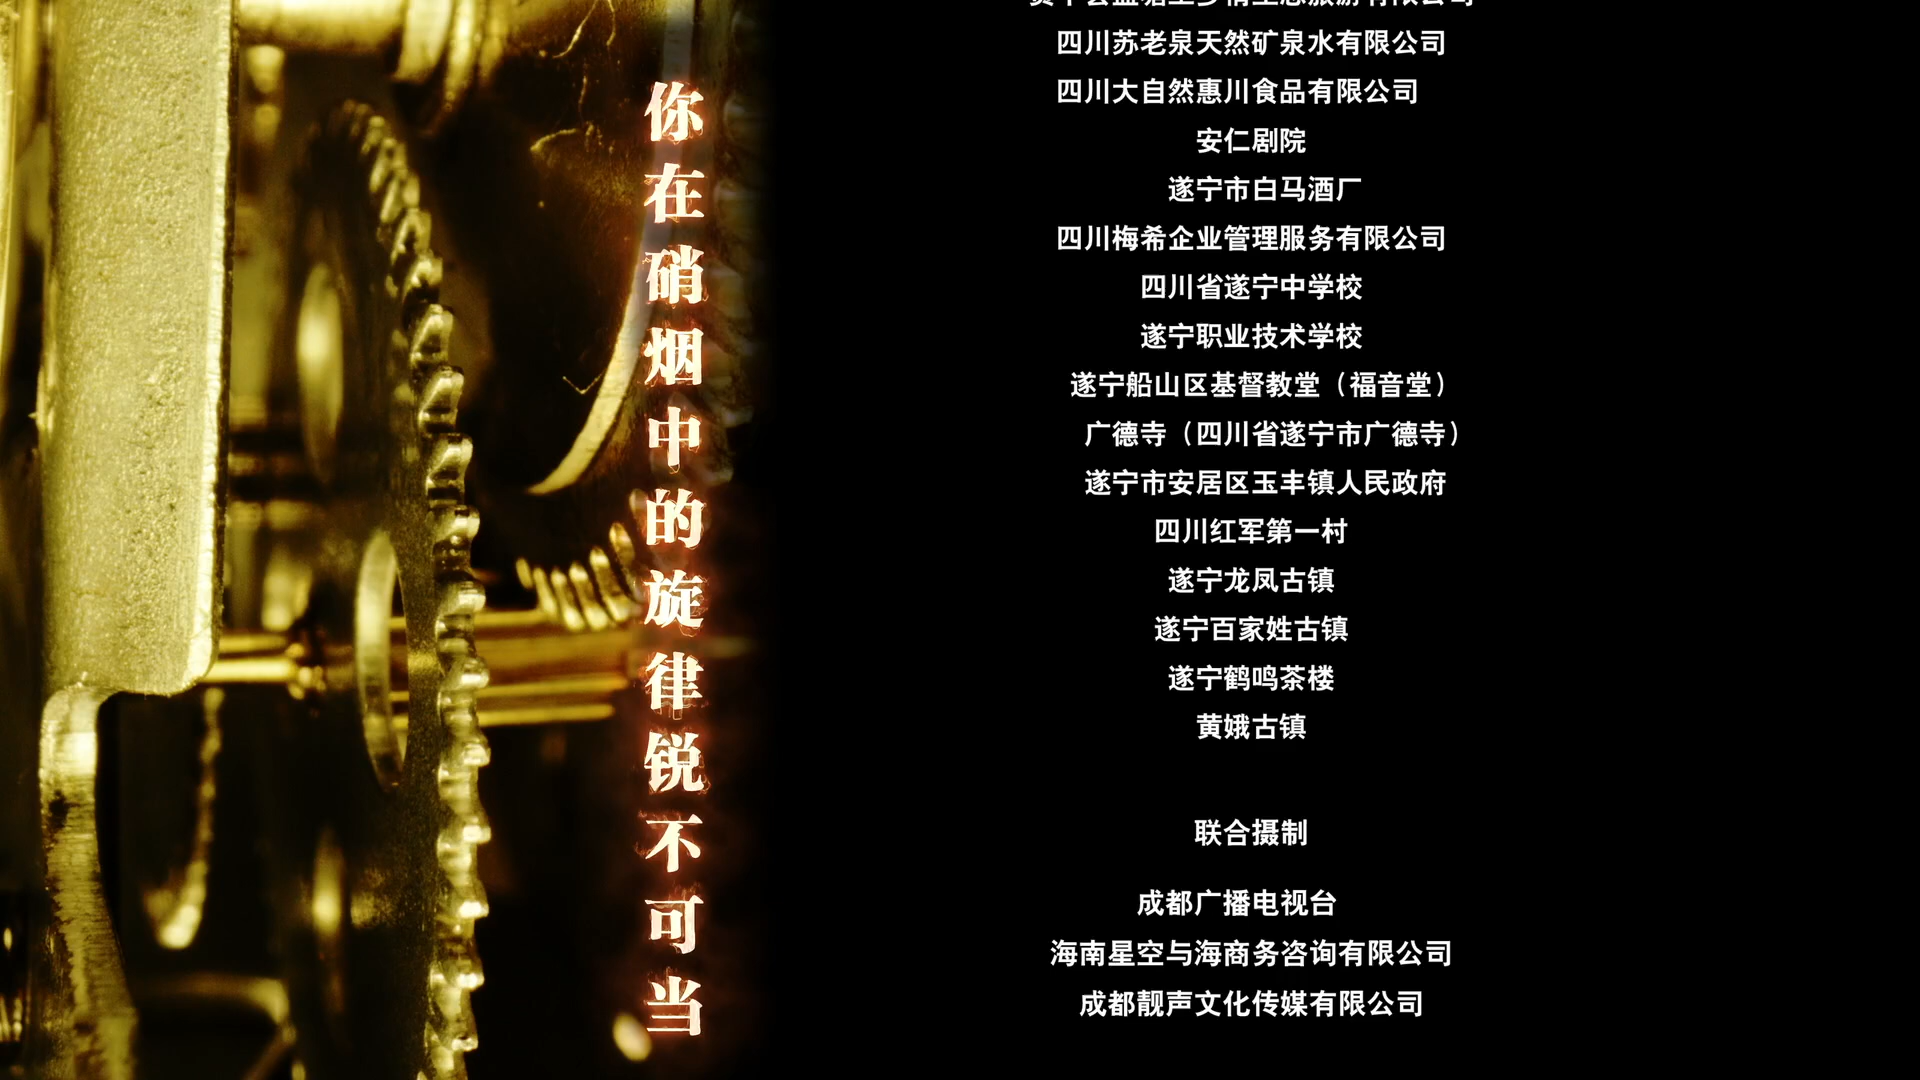 你在硝烟中的旋律锐不可当
四川苏老泉天然矿泉水有限公司
四川大自然惠川食品有限公司
安仁剧院
遂宁市白马酒厂
四川梅希企业管理服务有限公司
四川省遂宁中学校
遂宁职业技术学校
遂宁船山区基督教堂（福音堂）
广德寺（四川省遂宁市广德寺）
遂宁市安居区玉丰镇人民政府
四川红军第一村
遂宁龙凤古镇
遂宁百家姓古镇
遂宁鹤鸣茶楼
黄娥古镇
联合摄制
成都广播电视台
海南星空与海商务咨询有限公司
成都靓声文化传媒有限公司